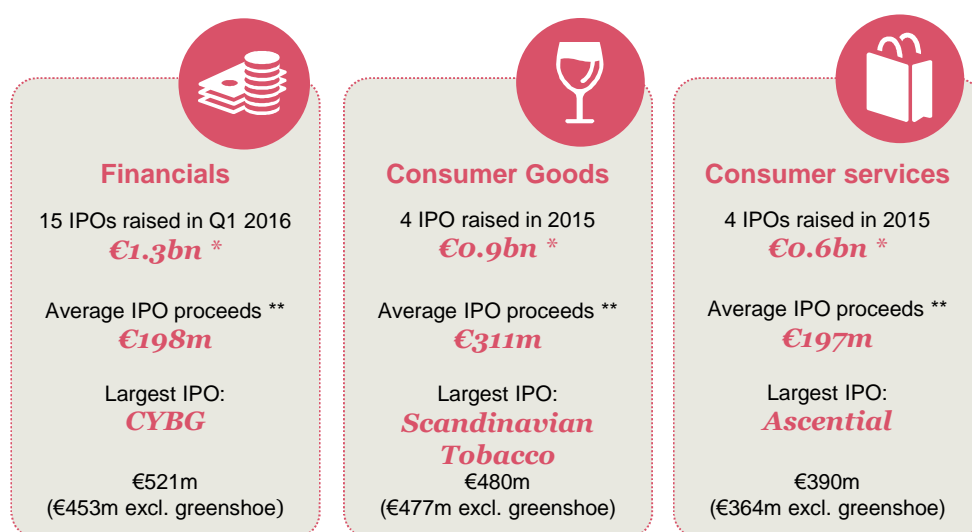 Financials
15 IPOs raised in Q1 2016
€1.3bn *
Average IPO proceeds **
€198m
Largest IPO:
CYBG
€521m
(€453m excl. greenshoe)
Consumer Goods
4 IPO raised in 2015
€0.9bn *
Average IPO proceeds **
€311m
Largest IPO:
Scandinavian
Tobacco
€480m
(€477m excl. greenshoe)
Consumer services
4 IPOs raised in 2015
€0.6bn *
Average IPO proceeds **
€197m
Largest IPO:
Ascential
€390m
(€364m excl. greenshoe)